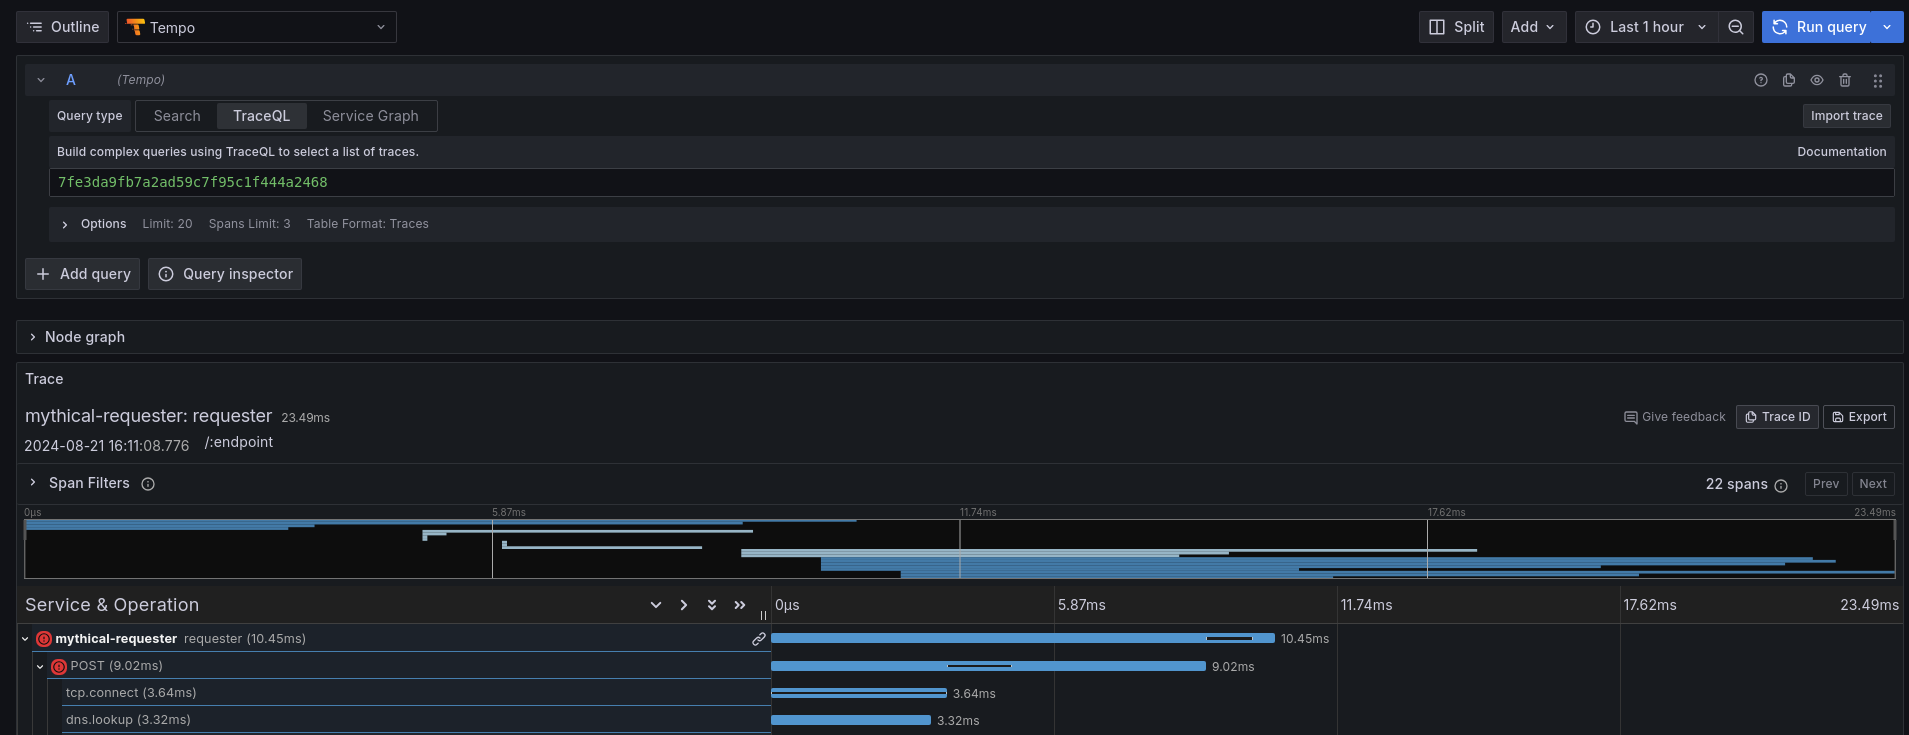 Outline Tempo Split Add Last 1 hour Run query
A (Tempo)
Query type Search TraceQL Service Graph Import trace
Build complex queries using TraceQL to select a list of traces. Documentation
7fe3da9fb7a2ad59c7f95c1f444a2468
Options Limit: 20 Spans Limit: 3 Table Format: Traces
Add query Query inspector
Node graph
Trace
mythical-requester: requester 23.49ms Give feedback Trace ID Export
2024-08-21 16:11:08.776 /:endpoint
Span Filters 22 spans Prev Next
0μs 5.87ms 11.74ms 17.62ms 23.49ms
Service & Operation 0μs 5.87ms 11.74ms 17.62ms 23.49ms
mythical-requester requester (10.45ms) 10.45ms
POST (9.02ms) 9.02ms
tcp.connect (3.64ms) 3.64ms
dns.lookup (3.32ms) 3.32ms